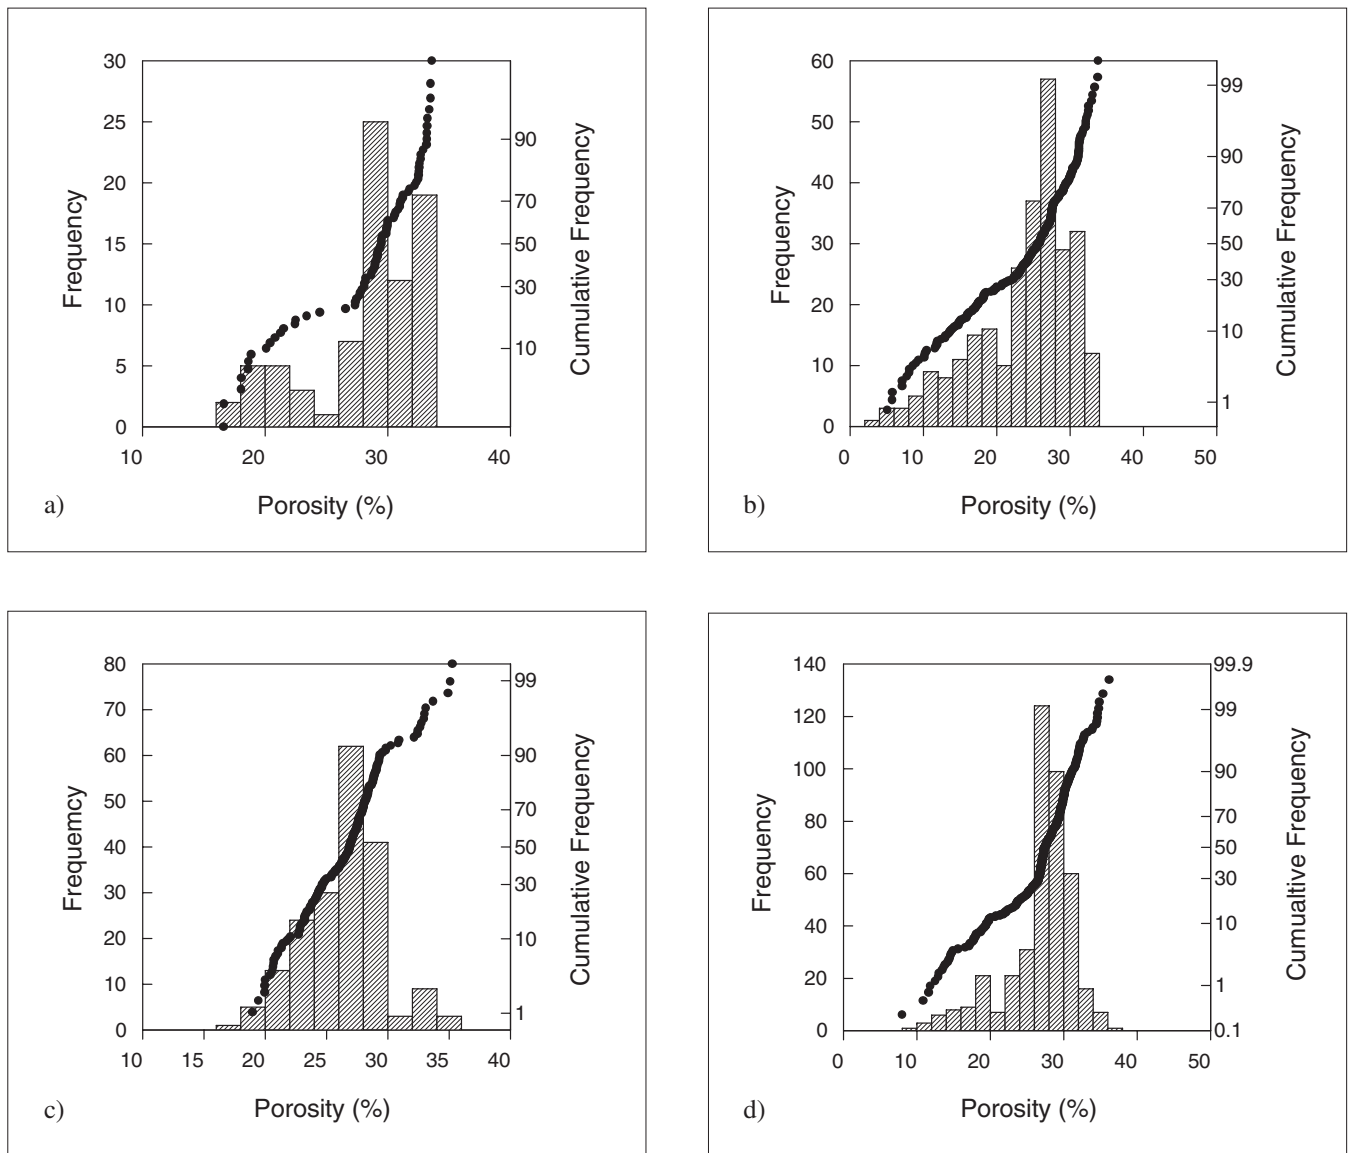 30
25
20
15
10
5
0
Frequency
90
70
50
30
10
Cumulative Frequency
10 20 30 40
Porosity (%)
a)
60
50
40
30
20
10
0
Frequency
99
90
70
50
30
10
1
Cumulative Frequency
0 10 20 30 40 50
Porosity (%)
b)
80
70
60
50
40
30
20
10
0
Frequemcy
99
90
70
50
30
10
1
Cumulative Frequency
10 15 20 25 30 35 40
Porosity (%)
c)
140
120
100
80
60
40
20
0
Frequency
99.9
99
90
70
50
30
10
1
0.1
Cumualtive Frequency
0 10 20 30 40 50
Porosity (%)
d)